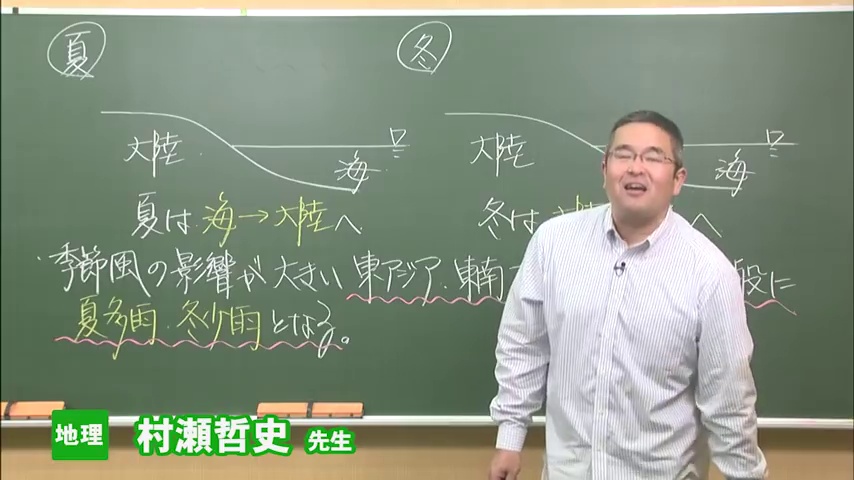 夏
冬
大陸
海
大陸
海
夏は 海→大陸へ
冬は 大陸 へ
季節風の影響が大きい 東アジア・東南 般に
夏多雨・冬少雨となる。
地理 村瀬哲史 先生